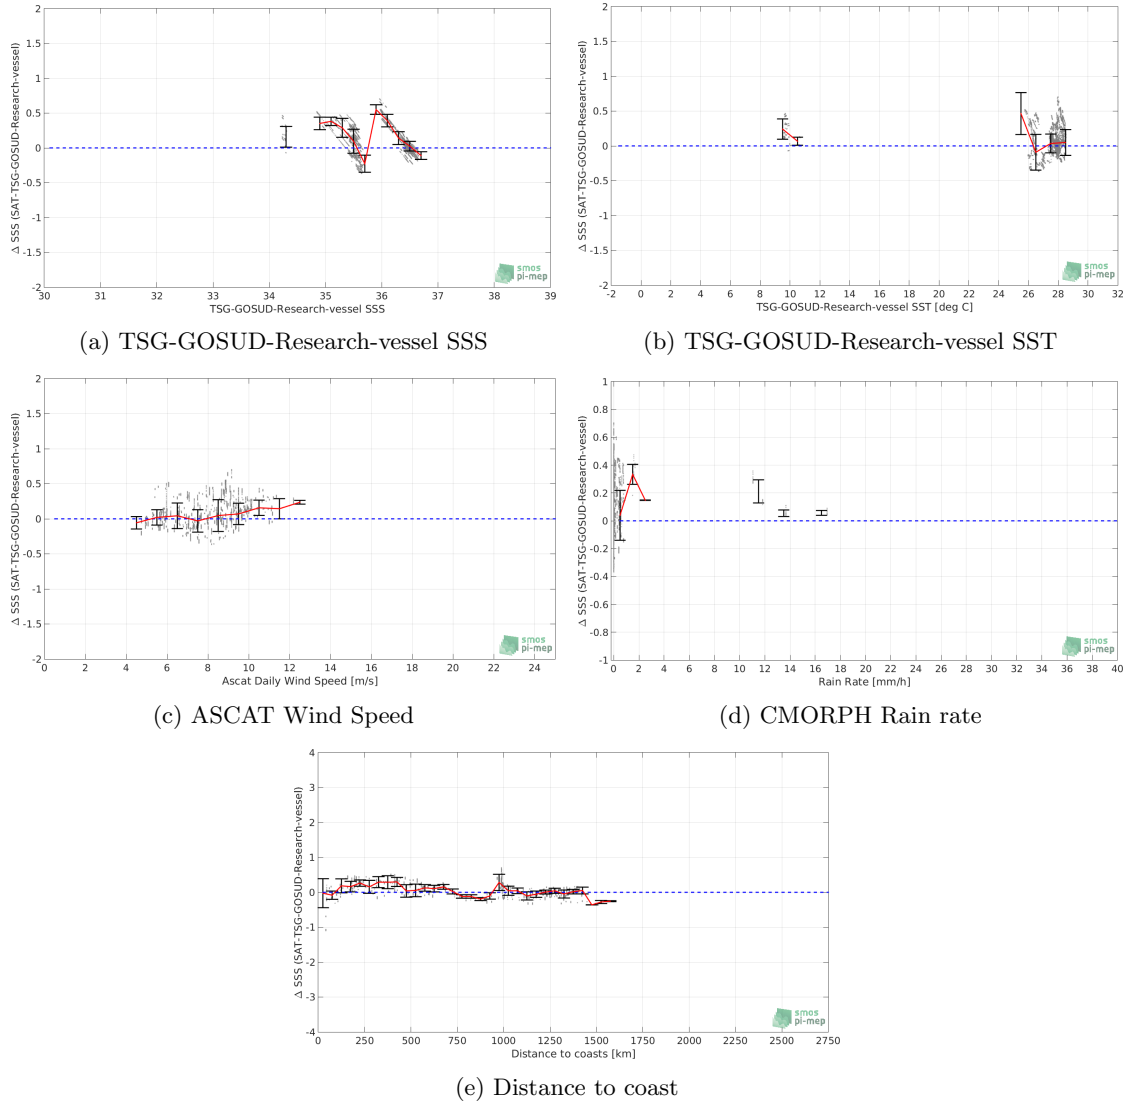 2
1.5
1
0.5
0
-0.5
-1
-1.5
-2
Δ SSS (SAT-TSG-GOSUD-Research-vessel)
30 31 32 33 34 35 36 37 38 39
TSG-GOSUD-Research-vessel SSS
smos
pi-mep
(a) TSG-GOSUD-Research-vessel SSS
2
1.5
1
0.5
0
-0.5
-1
-1.5
-2
Δ SSS (SAT-TSG-GOSUD-Research-vessel)
-2 0 2 4 6 8 10 12 14 16 18 20 22 24 26 28 30 32
TSG-GOSUD-Research-vessel SST [deg C]
smos
pi-mep
(b) TSG-GOSUD-Research-vessel SST
2
1.5
1
0.5
0
-0.5
-1
-1.5
-2
Δ SSS (SAT-TSG-GOSUD-Research-vessel)
0 2 4 6 8 10 12 14 16 18 20 22 24
Ascat Daily Wind Speed [m/s]
smos
pi-mep
(c) ASCAT Wind Speed
1
0.8
0.6
0.4
0.2
0
-0.2
-0.4
-0.6
-0.8
-1
Δ SSS (SAT-TSG-GOSUD-Research-vessel)
0 2 4 6 8 10 12 14 16 18 20 22 24 26 28 30 32 34 36 38 40
Rain Rate [mm/h]
smos
pi-mep
(d) CMORPH Rain rate
4
3
2
1
0
-1
-2
-3
-4
Δ SSS (SAT-TSG-GOSUD-Research-vessel)
0 250 500 750 1000 1250 1500 1750 2000 2250 2500 2750
Distance to coasts [km]
smos
pi-mep
(e) Distance to coast